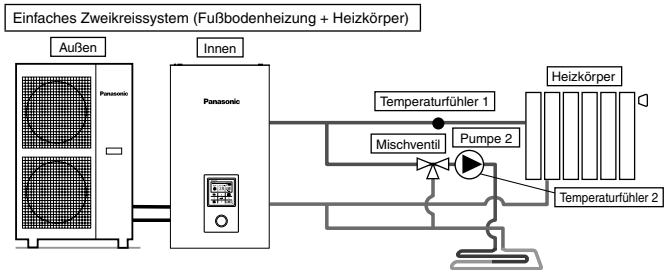 Einfaches Zweikreissystem (Fußbodenheizung + Heizkörper)
Außen
Innen
Heizkörper
Panasonic
Panasonic
Temperaturfühler 1
Mischventil
Pumpe 2
Temperaturfühler 2